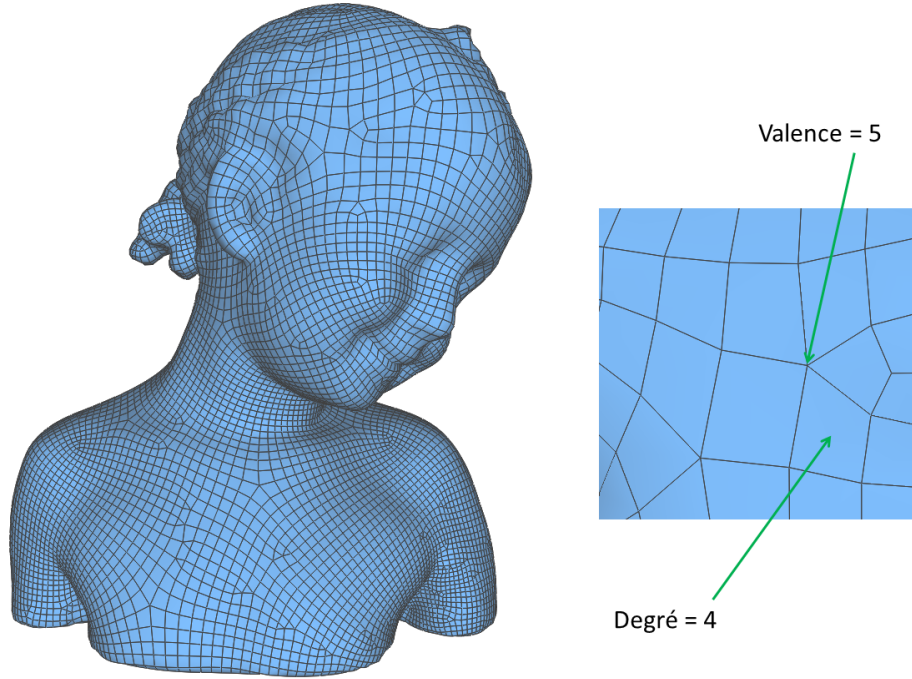 Valence = 5
Degré = 4